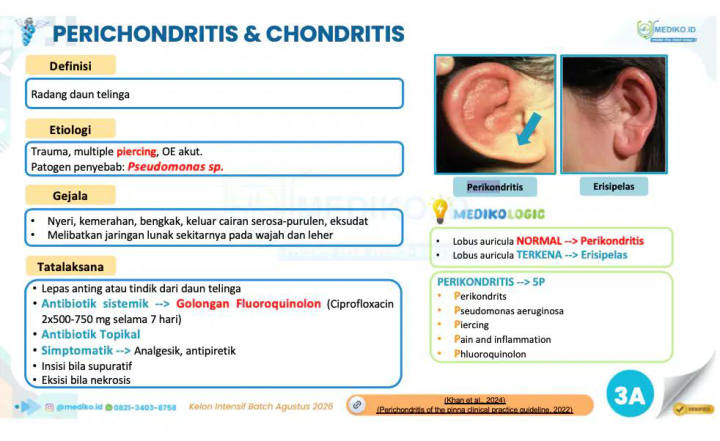 PERICHONDRITIS & CHONDRITIS
MEDIKO.ID
Definisi
Radang daun telinga
Etiologi
Trauma, multiple piercing, OE akut.
Patogen penyebab: Pseudomonas sp.
Gejala
• Nyeri, kemerahan, bengkak, keluar cairan serosa-purulen, eksudat
• Melibatkan jaringan lunak sekitarnya pada wajah dan leher
Tatalaksana
• Lepas anting atau tindik dari daun telinga
• Antibiotik sistemik --> Golongan Fluoroquinolon (Ciprofloxacin
2x500-750 mg selama 7 hari)
• Antibiotik Topikal
• Simptomatik --> Analgesik, antipiretik
• Insisi bila supuratif
• Eksisi bila nekrosis
Perikondritis
Erisipelas
MEDIKOLOGIC
• Lobus auricula NORMAL --> Perikondritis
• Lobus auricula TERKENA --> Erisipelas
PERIKONDRITIS --> 5P
• Perikondrits
• Pseudomonas aeruginosa
• Piercing
• Pain and inflammation
• Phluoroquinolon
@mediko.id 0821-3403-8758
Kelon Intensif Batch Agustus 2026
(Khan et al., 2024)
(Perichondritis of the pinna clinical practice guideline, 2022)
3A